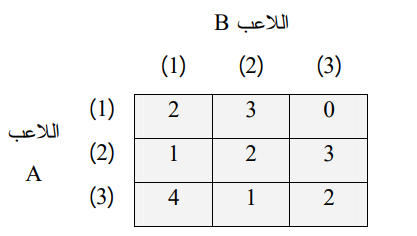 اللاعب B
(1) (2) (3)
(1) 2 3 0
اللاعب
(2) 1 2 3
A
(3) 4 1 2